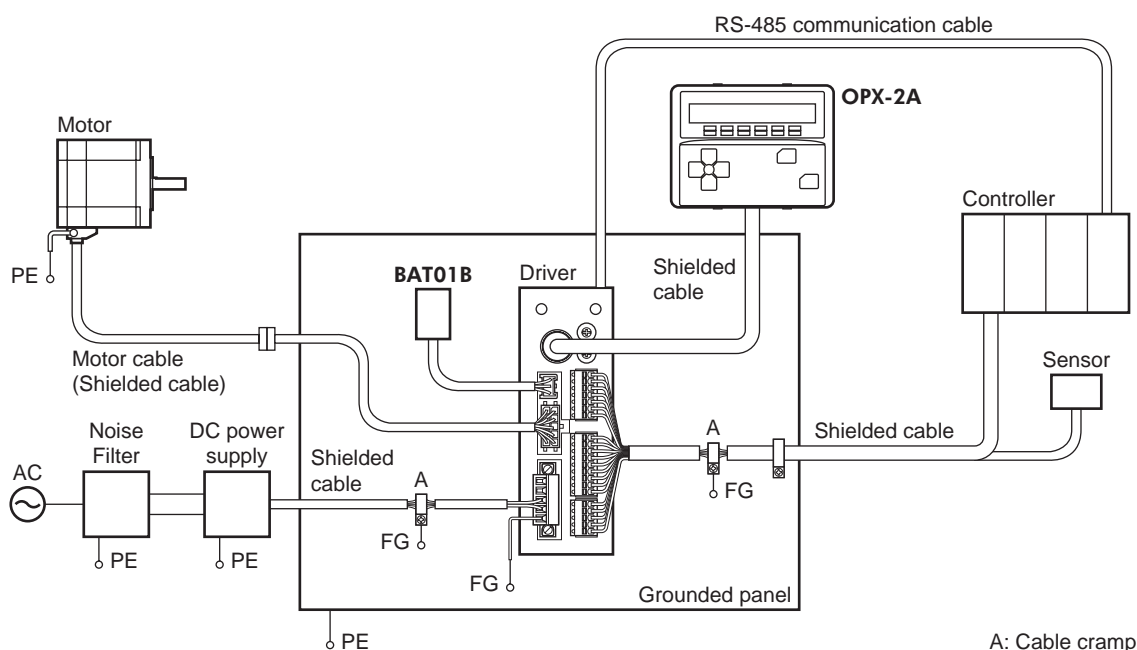 RS-485 communication cable
OPX-2A
Motor
Controller
PE
BAT01B
Driver
Shielded
cable
Motor cable
(Shielded cable)
Sensor
Noise
Filter
DC power
supply
Shielded
cable
A
A
Shielded cable
AC
FG
FG
PE
PE
FG
Grounded panel
PE
A: Cable cramp